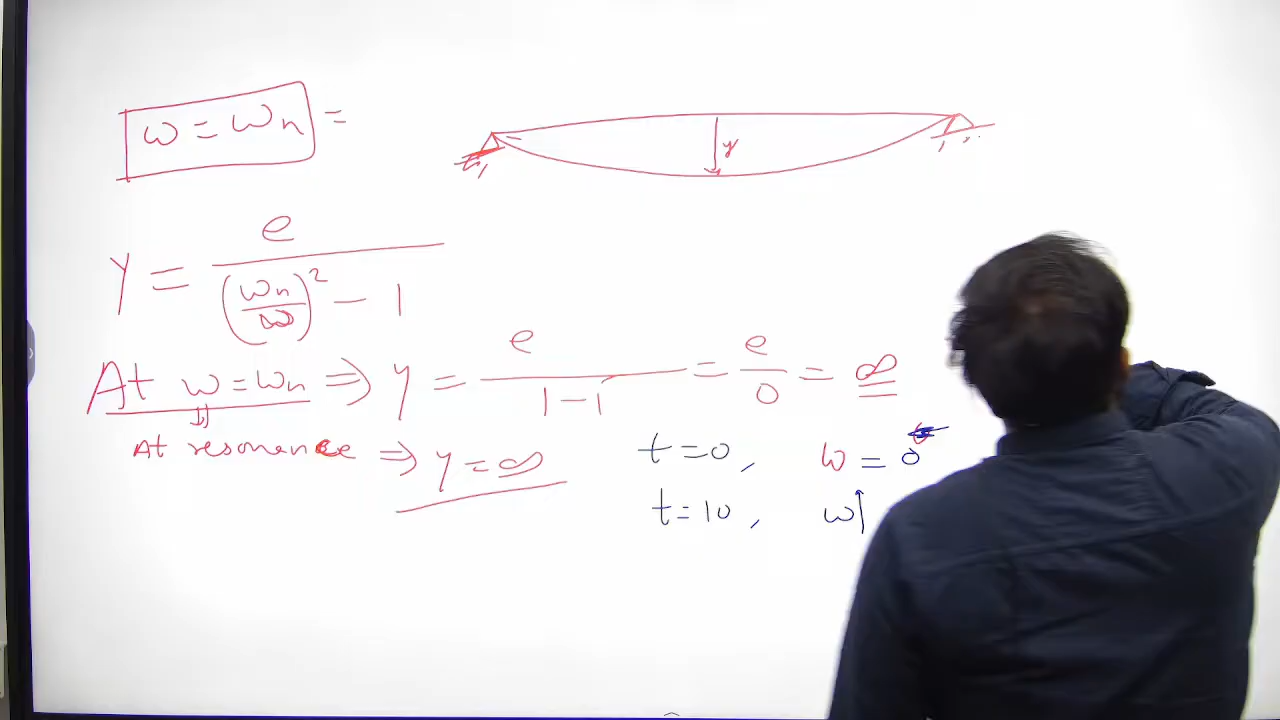 ω = ωn =
y
y = e / ((ωn/ω)² - 1)
At ω = ωn ⇒ y = e / (1-1) = e/0 = ∞
At resonance ⇒ y = ∞
t=0, ω = 0
t=10, ω↑